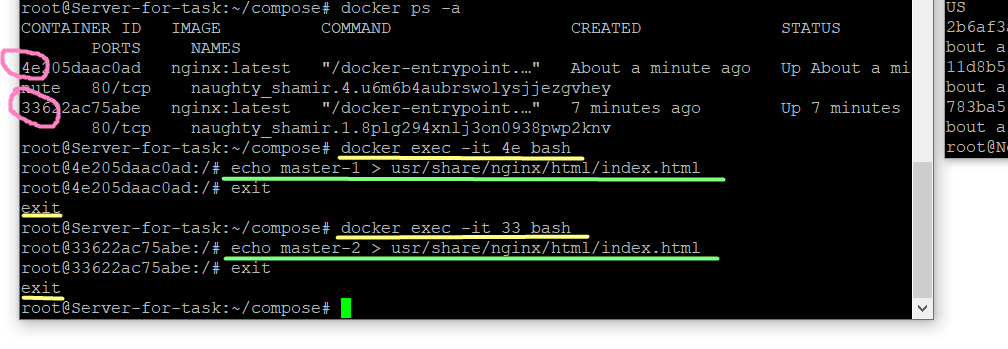 root@Server-for-task:~/compose# docker ps -a
CONTAINER ID IMAGE COMMAND CREATED STATUS
PORTS NAMES
4e205daac0ad nginx:latest "/docker-entrypoint.…" About a minute ago Up About a mi
nute 80/tcp naughty_shamir.4.u6m6b4aubrswolysjjezgvhey
33622ac75abe nginx:latest "/docker-entrypoint.…" 7 minutes ago Up 7 minutes
80/tcp naughty_shamir.1.8plg294xnlj3on0938pwp2knv
root@Server-for-task:~/compose# docker exec -it 4e bash
root@4e205daac0ad:/# echo master-1 > usr/share/nginx/html/index.html
root@4e205daac0ad:/# exit
exit
root@Server-for-task:~/compose# docker exec -it 33 bash
root@33622ac75abe:/# echo master-2 > usr/share/nginx/html/index.html
root@33622ac75abe:/# exit
exit
root@Server-for-task:~/compose#
US
2b6af3
bout a
11d8b5
bout a
783ba5
bout a